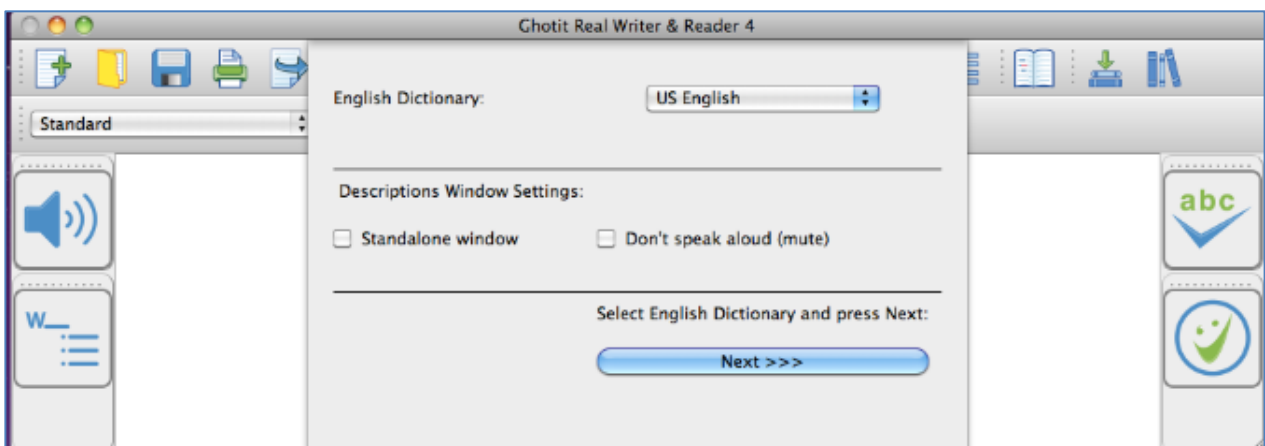 Ghotit Real Writer & Reader 4
English Dictionary: US English
Standard
Descriptions Window Settings:
abc
Standalone window Don't speak aloud (mute)
Select English Dictionary and press Next:
W
Next >>>